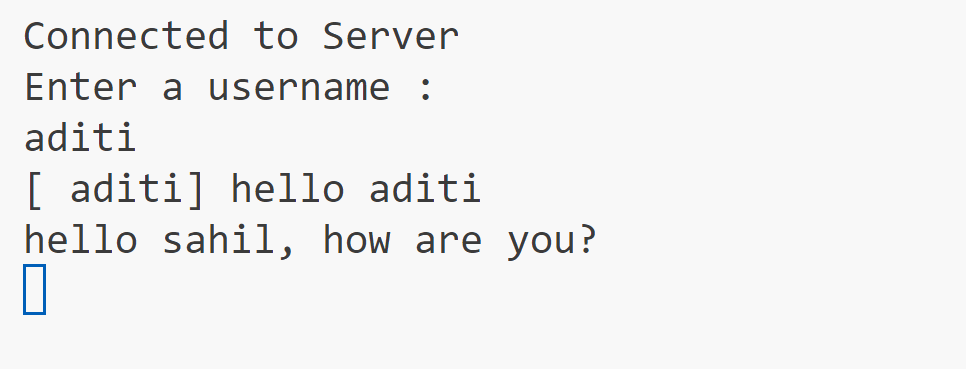 Connected to Server
Enter a username :
aditi
[ aditi] hello aditi
hello sahil, how are you?